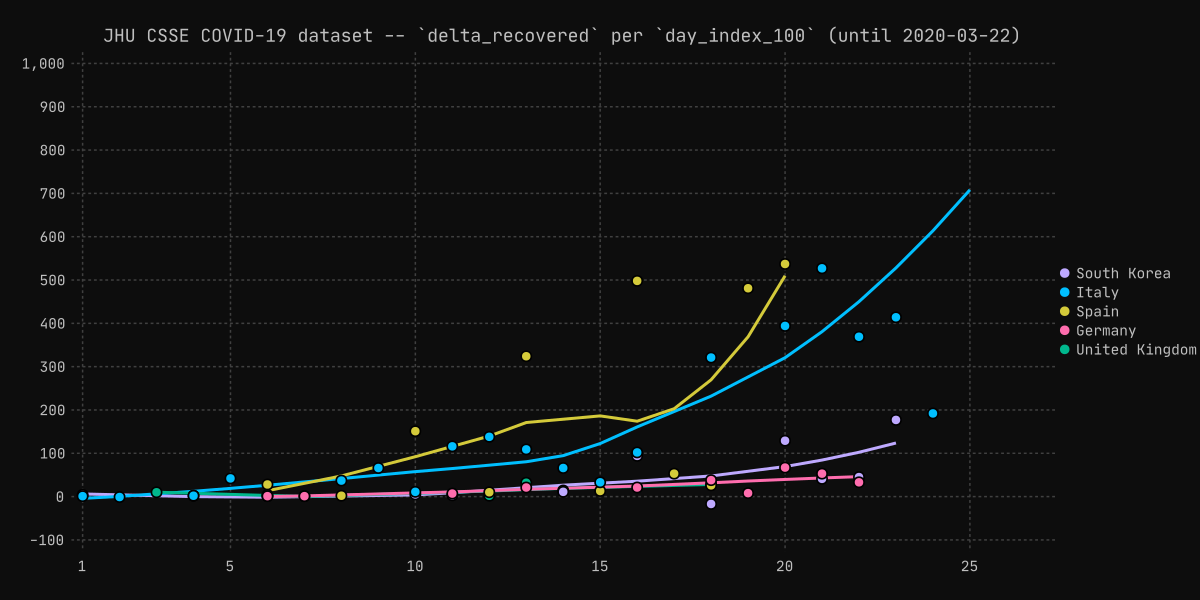 JHU CSSE COVID-19 dataset -- `delta_recovered` per `day_index_100` (until 2020-03-22)
1,000
900
800
700
600
500
400
300
200
100
0
-100
1 5 10 15 20 25
South Korea
Italy
Spain
Germany
United Kingdom